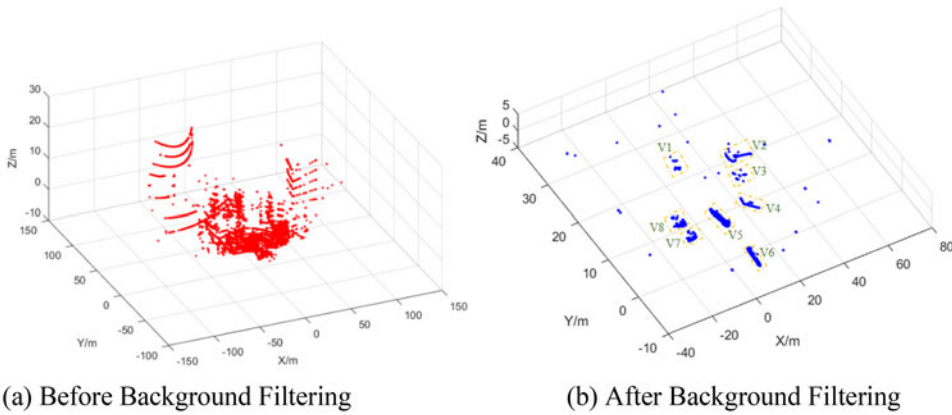 30
20
10
0
-10
Z/m
150
100
50
0
-50
-100
Y/m
-150
-100
-50
0
50
100
150
X/m
5
0
-5
Z/m
40
30
20
10
0
-10
Y/m
-40
-20
0
20
40
60
80
X/m
V1
V2
V3
V4
V8
V7
V5
V6
(a) Before Background Filtering
(b) After Background Filtering